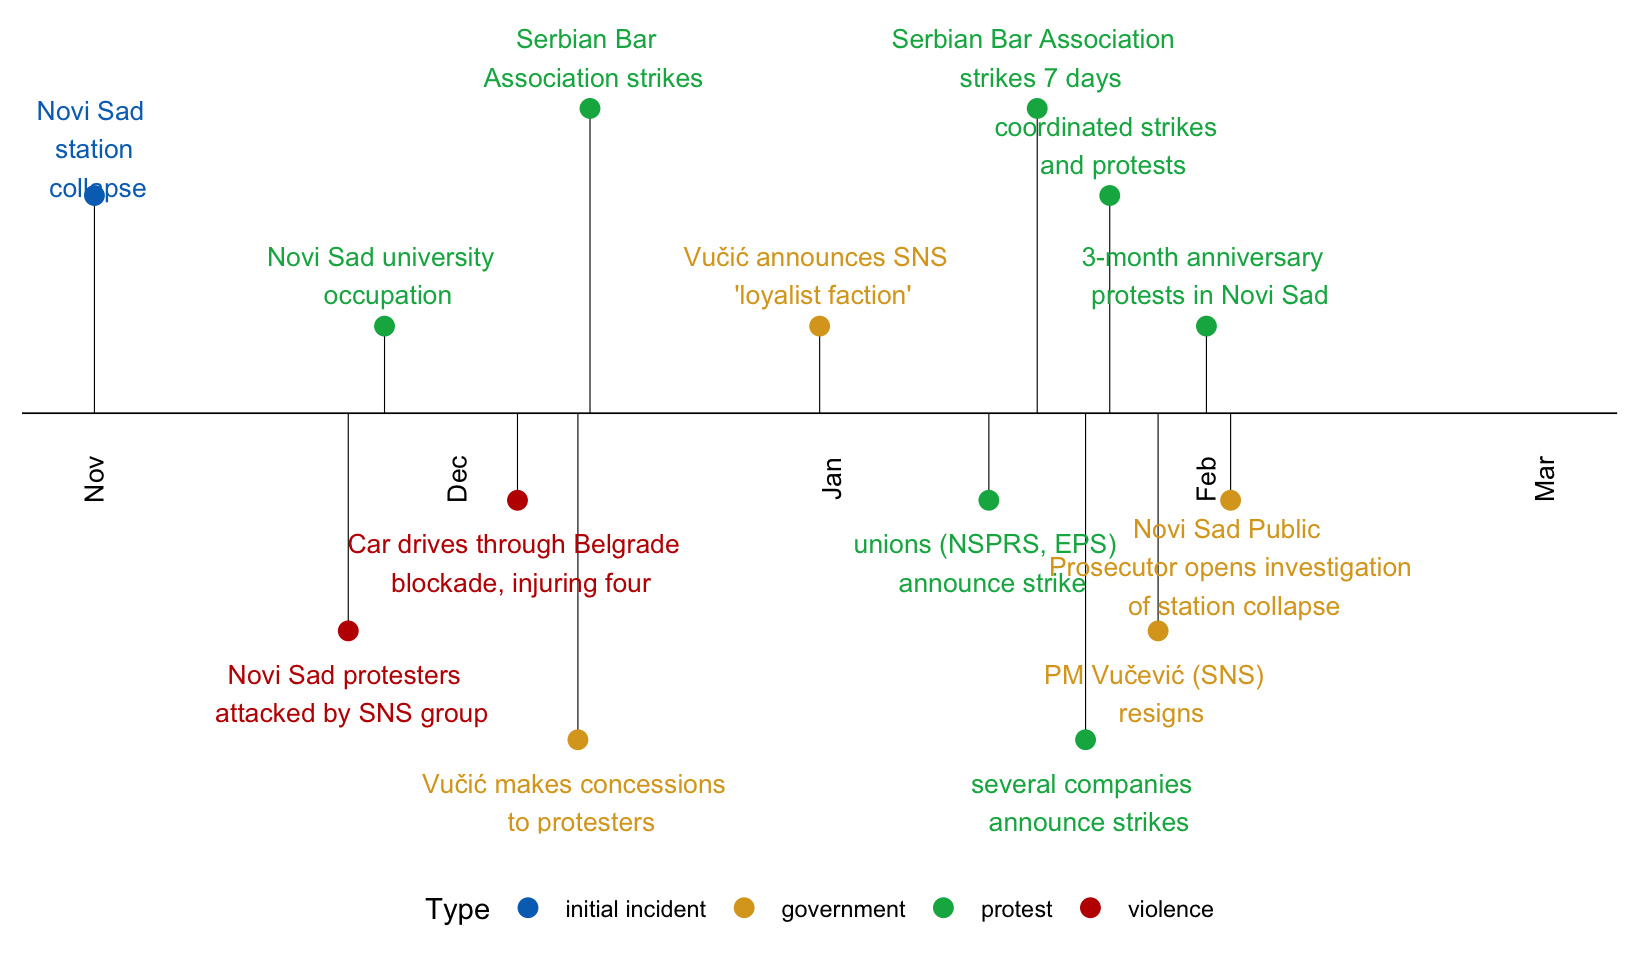 Serbian Bar
Association strikes
Serbian Bar Association
strikes 7 days
Novi Sad
station
collapse
coordinated strikes
and protests
Novi Sad university
occupation
Vučić announces SNS
'loyalist faction'
3-month anniversary
protests in Novi Sad
Nov
Dec
Jan
Feb
Mar
Car drives through Belgrade
blockade, injuring four
unions (NSPRS, EPS)
announce strike
Novi Sad Public
Prosecutor opens investigation
of station collapse
Novi Sad protesters
attacked by SNS group
PM Vučević (SNS)
resigns
Vučić makes concessions
to protesters
several companies
announce strikes
Type
initial incident
government
protest
violence